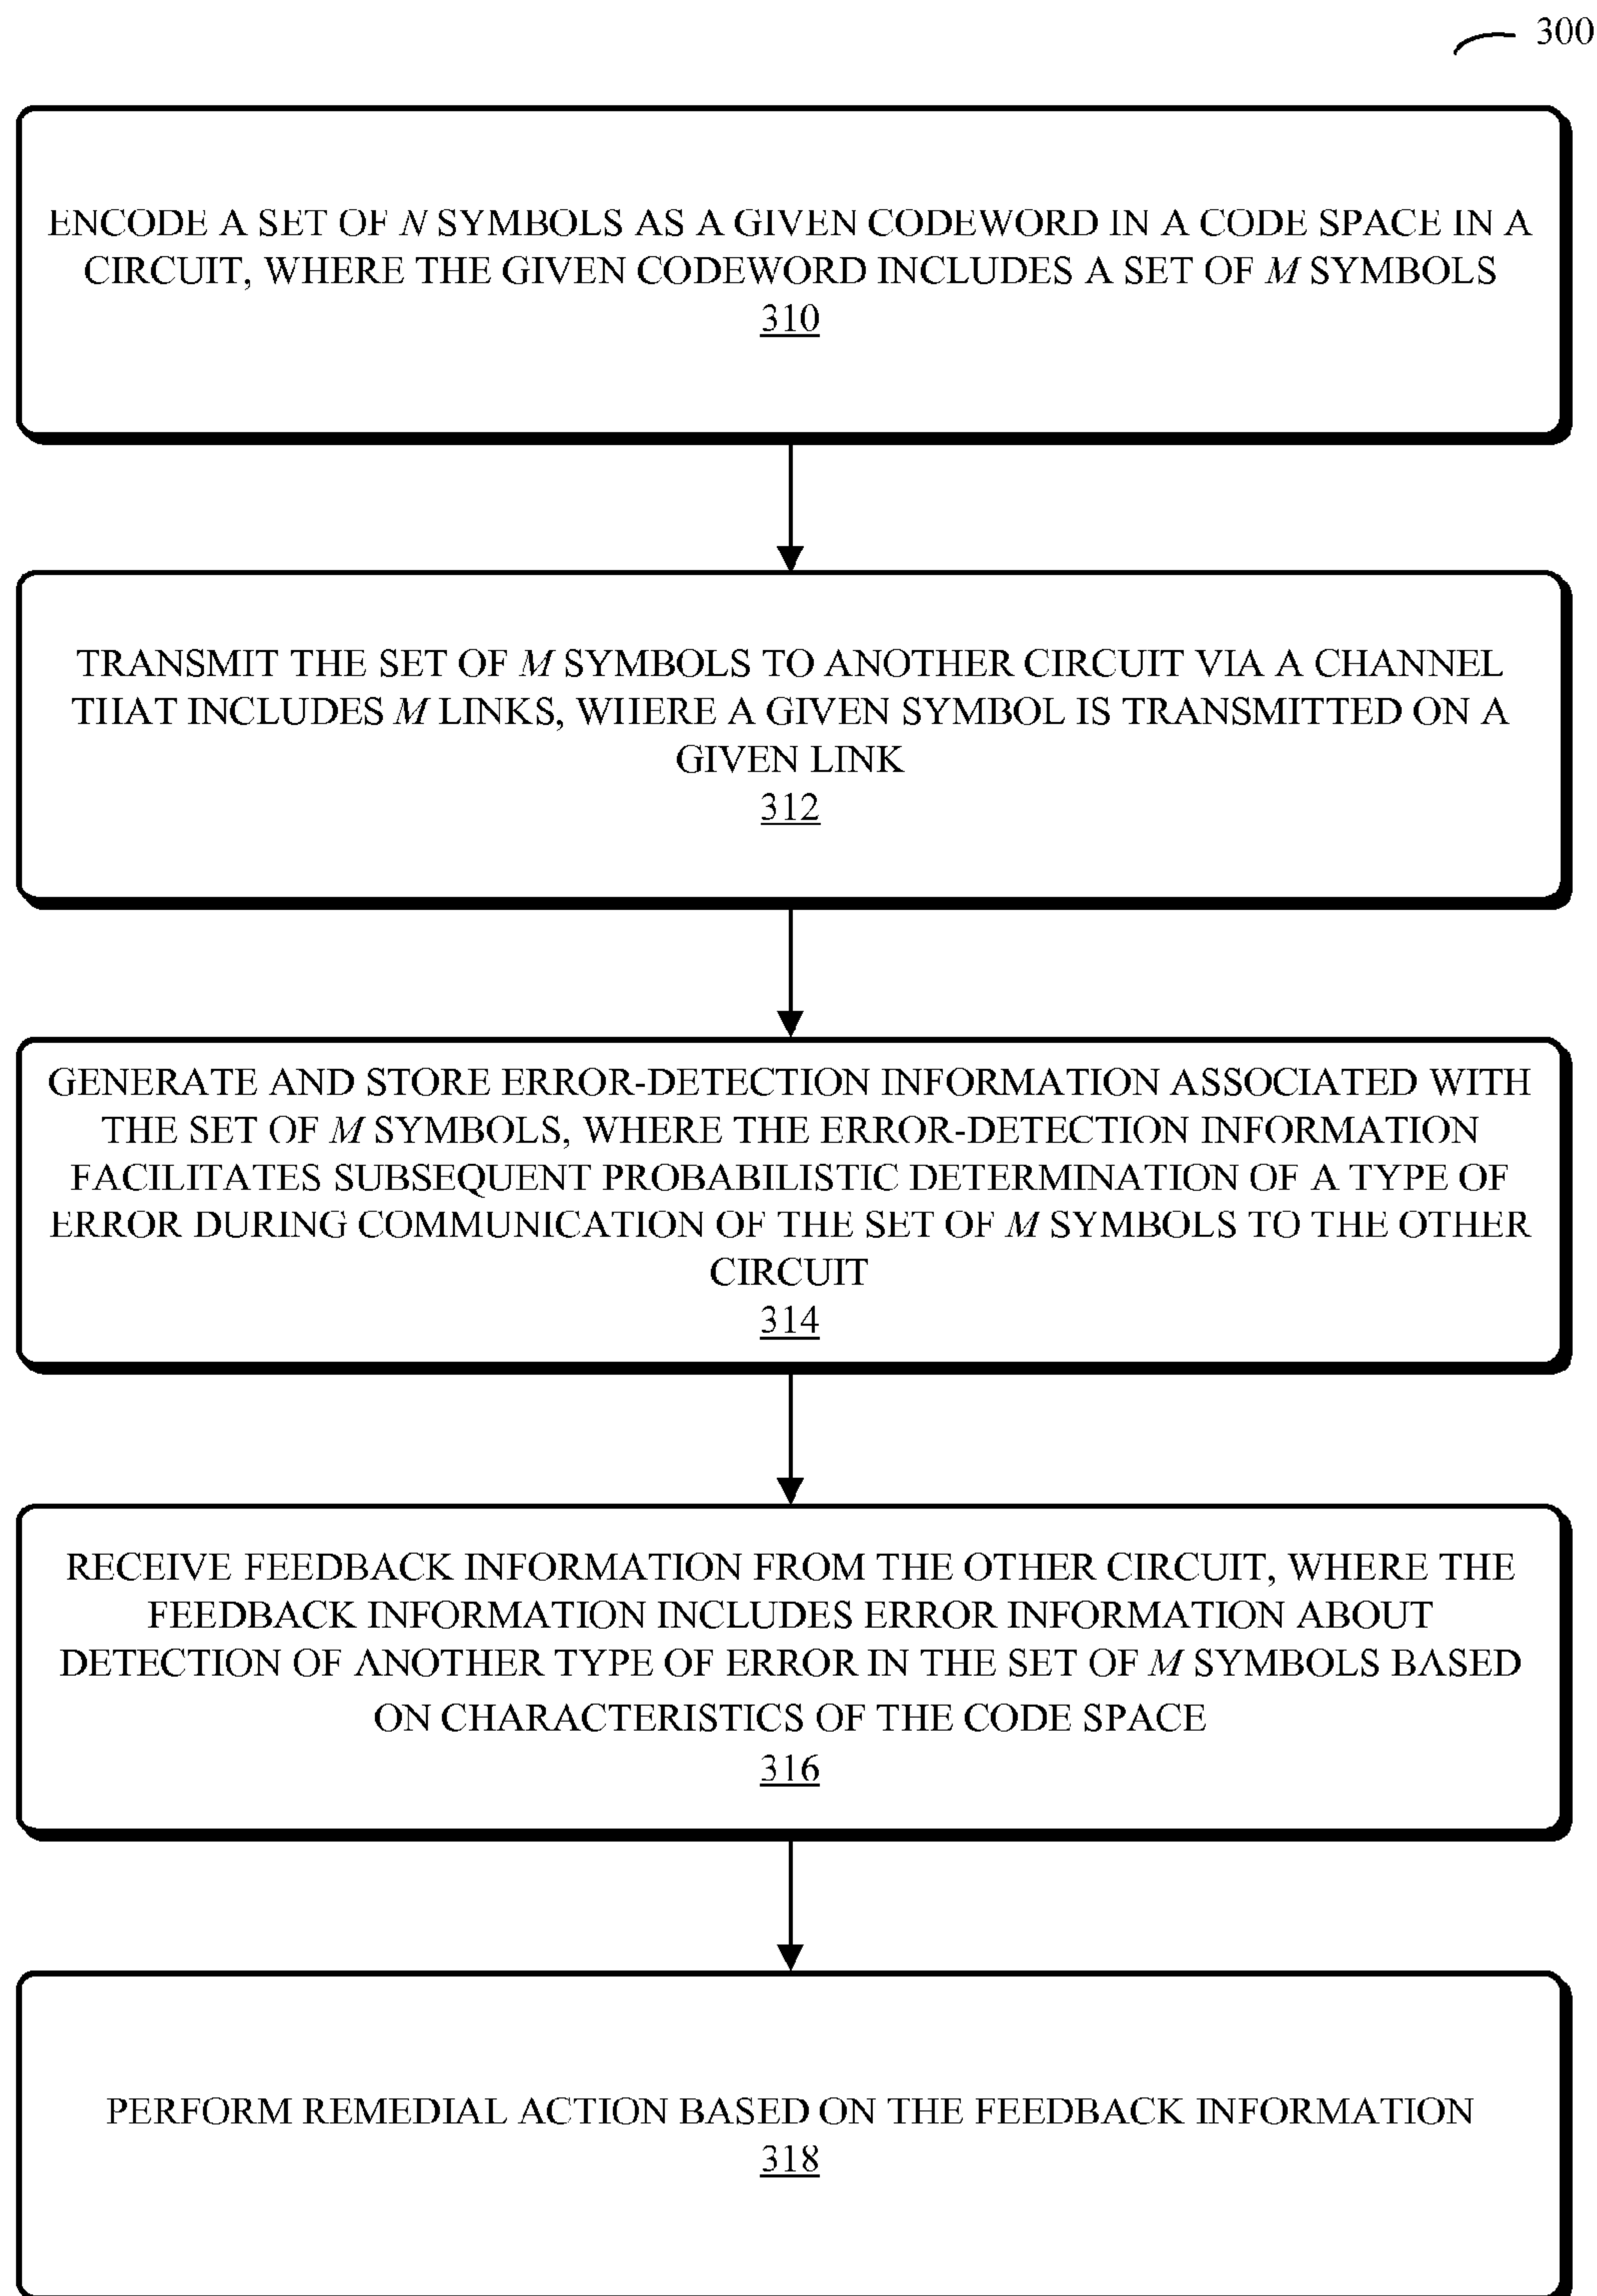 300
ENCODE A SET OF N SYMBOLS AS A GIVEN CODEWORD IN A CODE SPACE IN A
CIRCUIT, WHERE THE GIVEN CODEWORD INCLUDES A SET OF M SYMBOLS
310
TRANSMIT THE SET OF M SYMBOLS TO ANOTHER CIRCUIT VIA A CHANNEL
THAT INCLUDES M LINKS, WHERE A GIVEN SYMBOL IS TRANSMITTED ON A
GIVEN LINK
312
GENERATE AND STORE ERROR-DETECTION INFORMATION ASSOCIATED WITH
THE SET OF M SYMBOLS, WHERE THE ERROR-DETECTION INFORMATION
FACILITATES SUBSEQUENT PROBABILISTIC DETERMINATION OF A TYPE OF
ERROR DURING COMMUNICATION OF THE SET OF M SYMBOLS TO THE OTHER
CIRCUIT
314
RECEIVE FEEDBACK INFORMATION FROM THE OTHER CIRCUIT, WHERE THE
FEEDBACK INFORMATION INCLUDES ERROR INFORMATION ABOUT
DETECTION OF ANOTHER TYPE OF ERROR IN THE SET OF M SYMBOLS BASED
ON CHARACTERISTICS OF THE CODE SPACE
316
PERFORM REMEDIAL ACTION BASED ON THE FEEDBACK INFORMATION
318